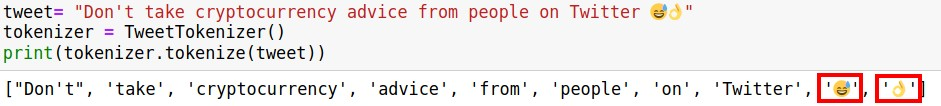 tweet= "Don't take cryptocurrency advice from people on Twitter 😅👌"
tokenizer = TweetTokenizer()
print(tokenizer.tokenize(tweet))
["Don't", 'take', 'cryptocurrency', 'advice', 'from', 'people', 'on', 'Twitter', '😅', '👌']